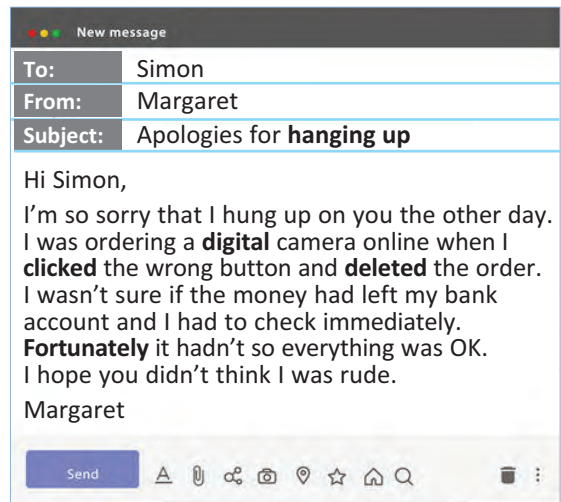 New message
To: Simon
From: Margaret
Subject: Apologies for hanging up
Hi Simon,
I'm so sorry that I hung up on you the other day.
I was ordering a digital camera online when I
clicked the wrong button and deleted the order.
I wasn't sure if the money had left my bank
account and I had to check immediately.
Fortunately it hadn't so everything was OK.
I hope you didn't think I was rude.
Margaret
Send